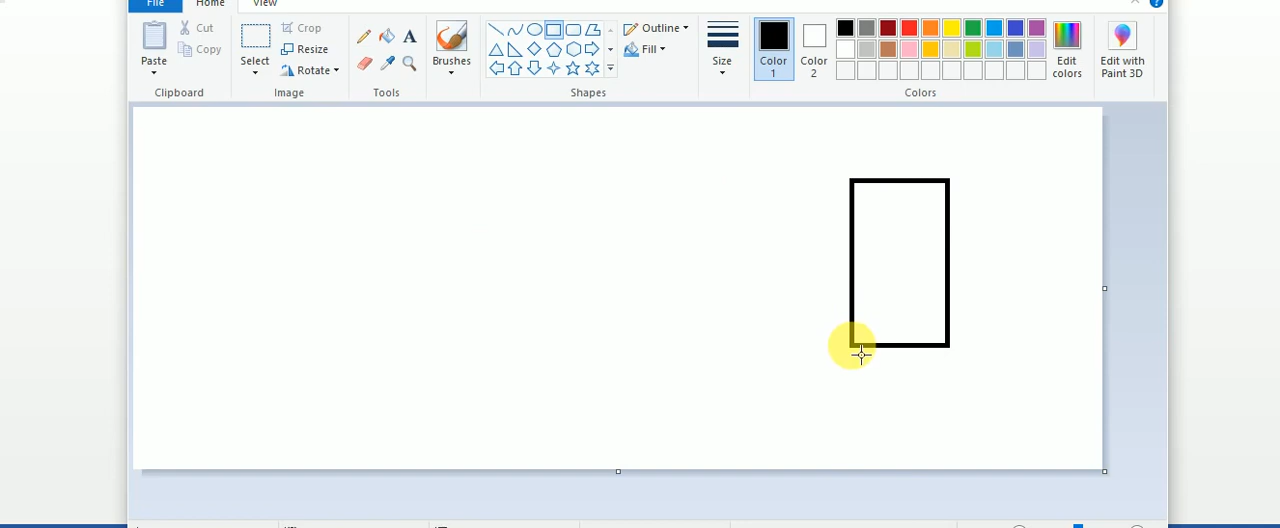 File Home View
Paste
Cut
Copy
Clipboard
Select
Crop
Resize
Rotate
Image
Tools
Brushes
Outline
Fill
Shapes
Size
Color 1
Color 2
Edit colors
Colors
Edit with Paint 3D